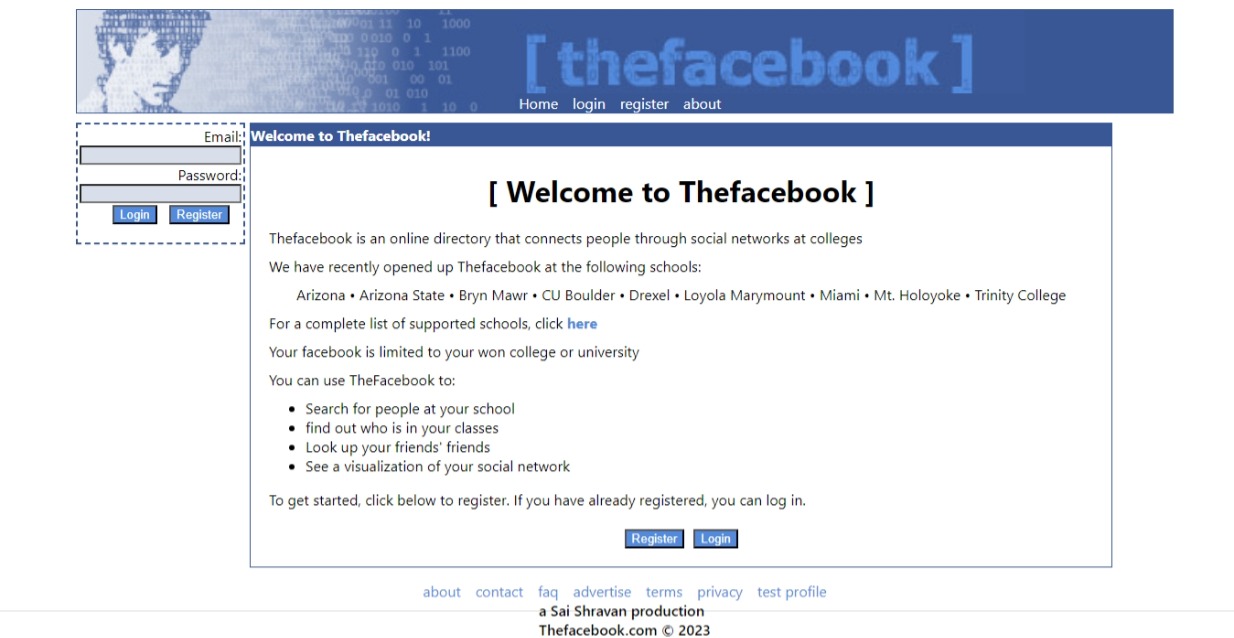 [ thefacebook ]
Home login register about
Email:
Password:
Login Register
Welcome to Thefacebook!
[ Welcome to Thefacebook ]
Thefacebook is an online directory that connects people through social networks at colleges
We have recently opened up Thefacebook at the following schools:
Arizona • Arizona State • Bryn Mawr • CU Boulder • Drexel • Loyola Marymount • Miami • Mt. Holoyoke • Trinity College
For a complete list of supported schools, click here
Your facebook is limited to your won college or university
You can use TheFacebook to:
• Search for people at your school
• find out who is in your classes
• Look up your friends' friends
• See a visualization of your social network
To get started, click below to register. If you have already registered, you can log in.
Register Login
about contact faq advertise terms privacy test profile
a Sai Shravan production
Thefacebook.com © 2023